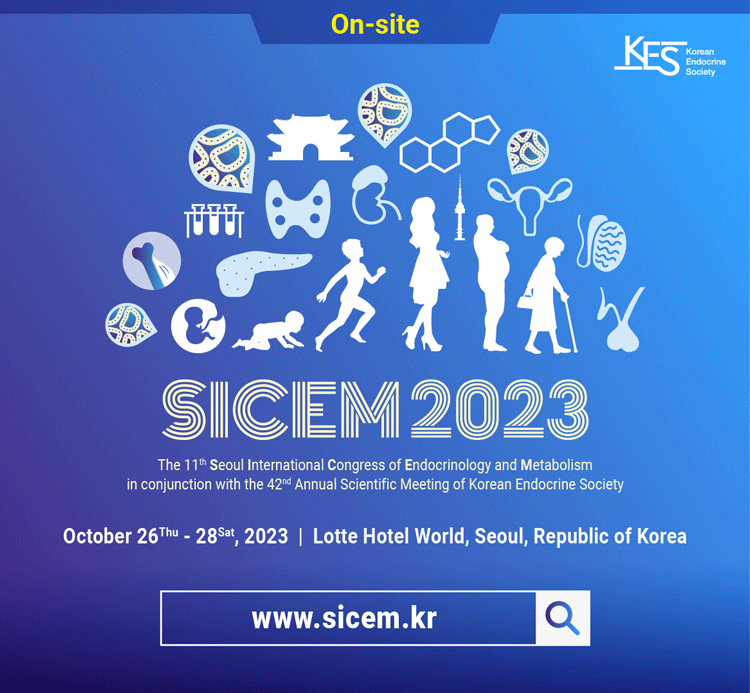 On-site
KES
Korean
Endocrine
Society
SICEM 2023
The 11th Seoul International Congress of Endocrinology and Metabolism
in conjunction with the 42nd Annual Scientific Meeting of Korean Endocrine Society
October 26Thu - 28Sat, 2023 | Lotte Hotel World, Seoul, Republic of Korea
www.sicem.kr